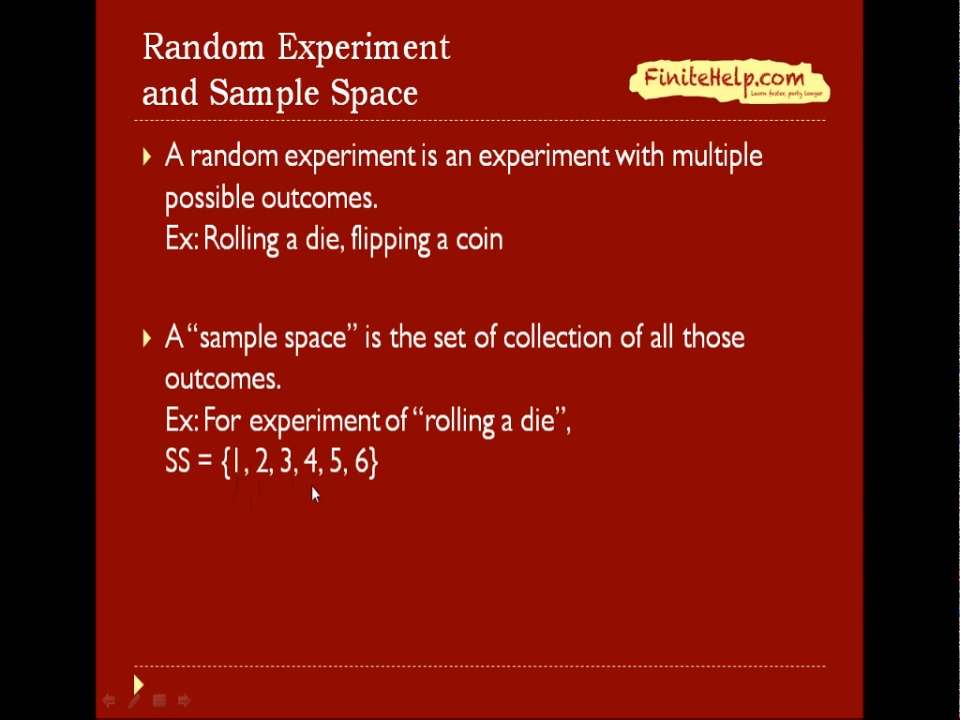 Random Experiment
and Sample Space
FiniteHelp.com
Learn faster, party longer
A random experiment is an experiment with multiple
possible outcomes.
Ex: Rolling a die, flipping a coin
A “sample space” is the set of collection of all those
outcomes.
Ex: For experiment of “rolling a die”,
SS = {1, 2, 3, 4, 5, 6}